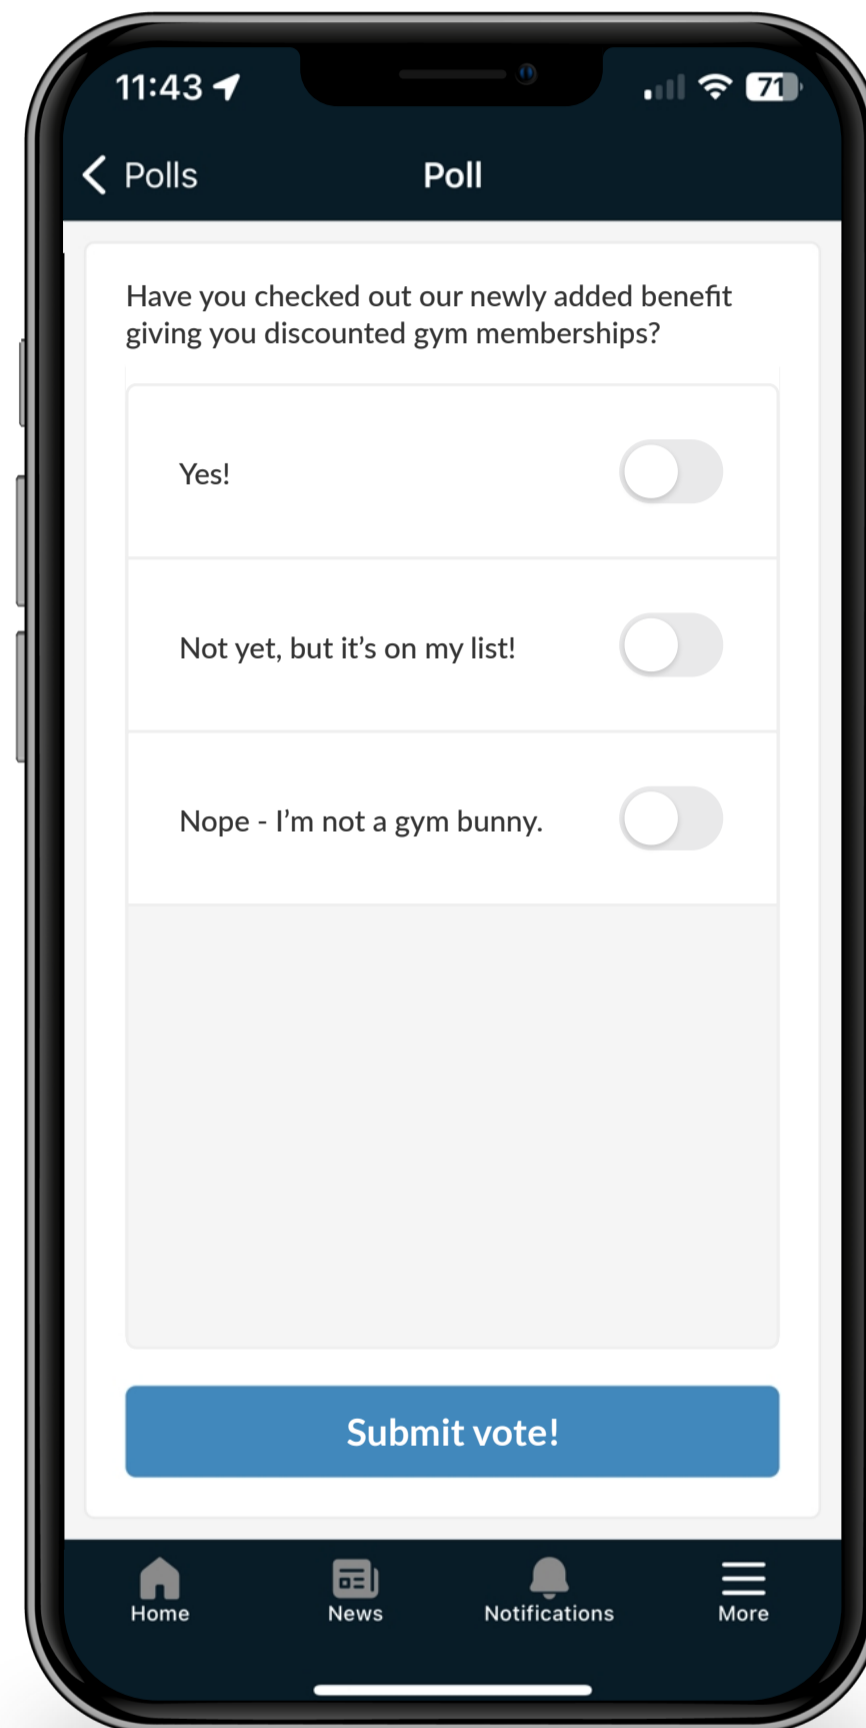 11:43
71
Polls
Poll
Have you checked out our newly added benefit
giving you discounted gym memberships?
Yes!
Not yet, but it’s on my list!
Nope - I’m not a gym bunny.
Submit vote!
Home
News
Notifications
More